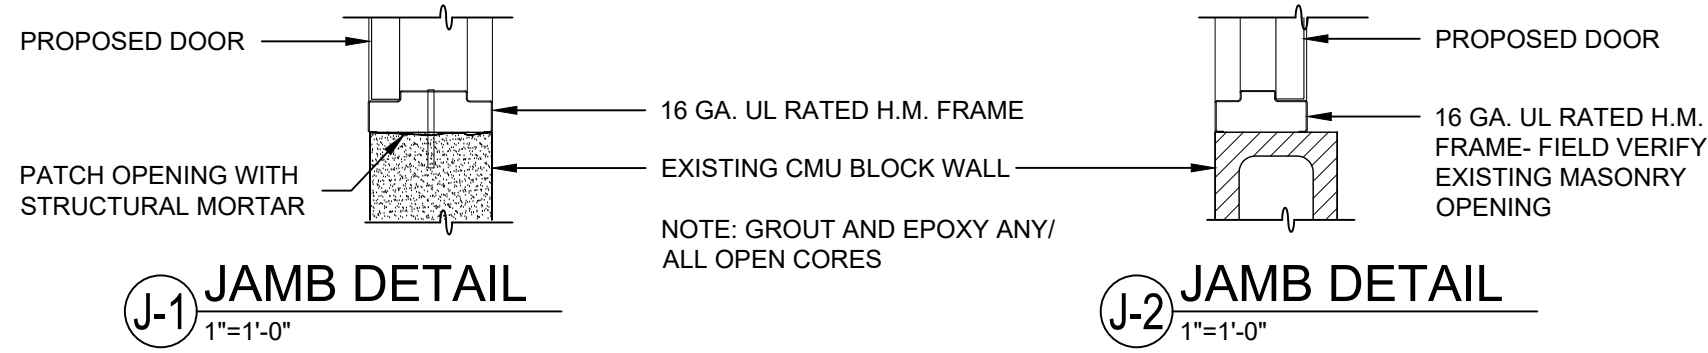 PROPOSED DOOR
PATCH OPENING WITH
STRUCTURAL MORTAR
16 GA. UL RATED H.M. FRAME
EXISTING CMU BLOCK WALL
NOTE: GROUT AND EPOXY ANY/
ALL OPEN CORES
PROPOSED DOOR
16 GA. UL RATED H.M.
FRAME- FIELD VERIFY
EXISTING MASONRY
OPENING
J-1 JAMB DETAIL
1"=1'-0"
J-2 JAMB DETAIL
1"=1'-0"